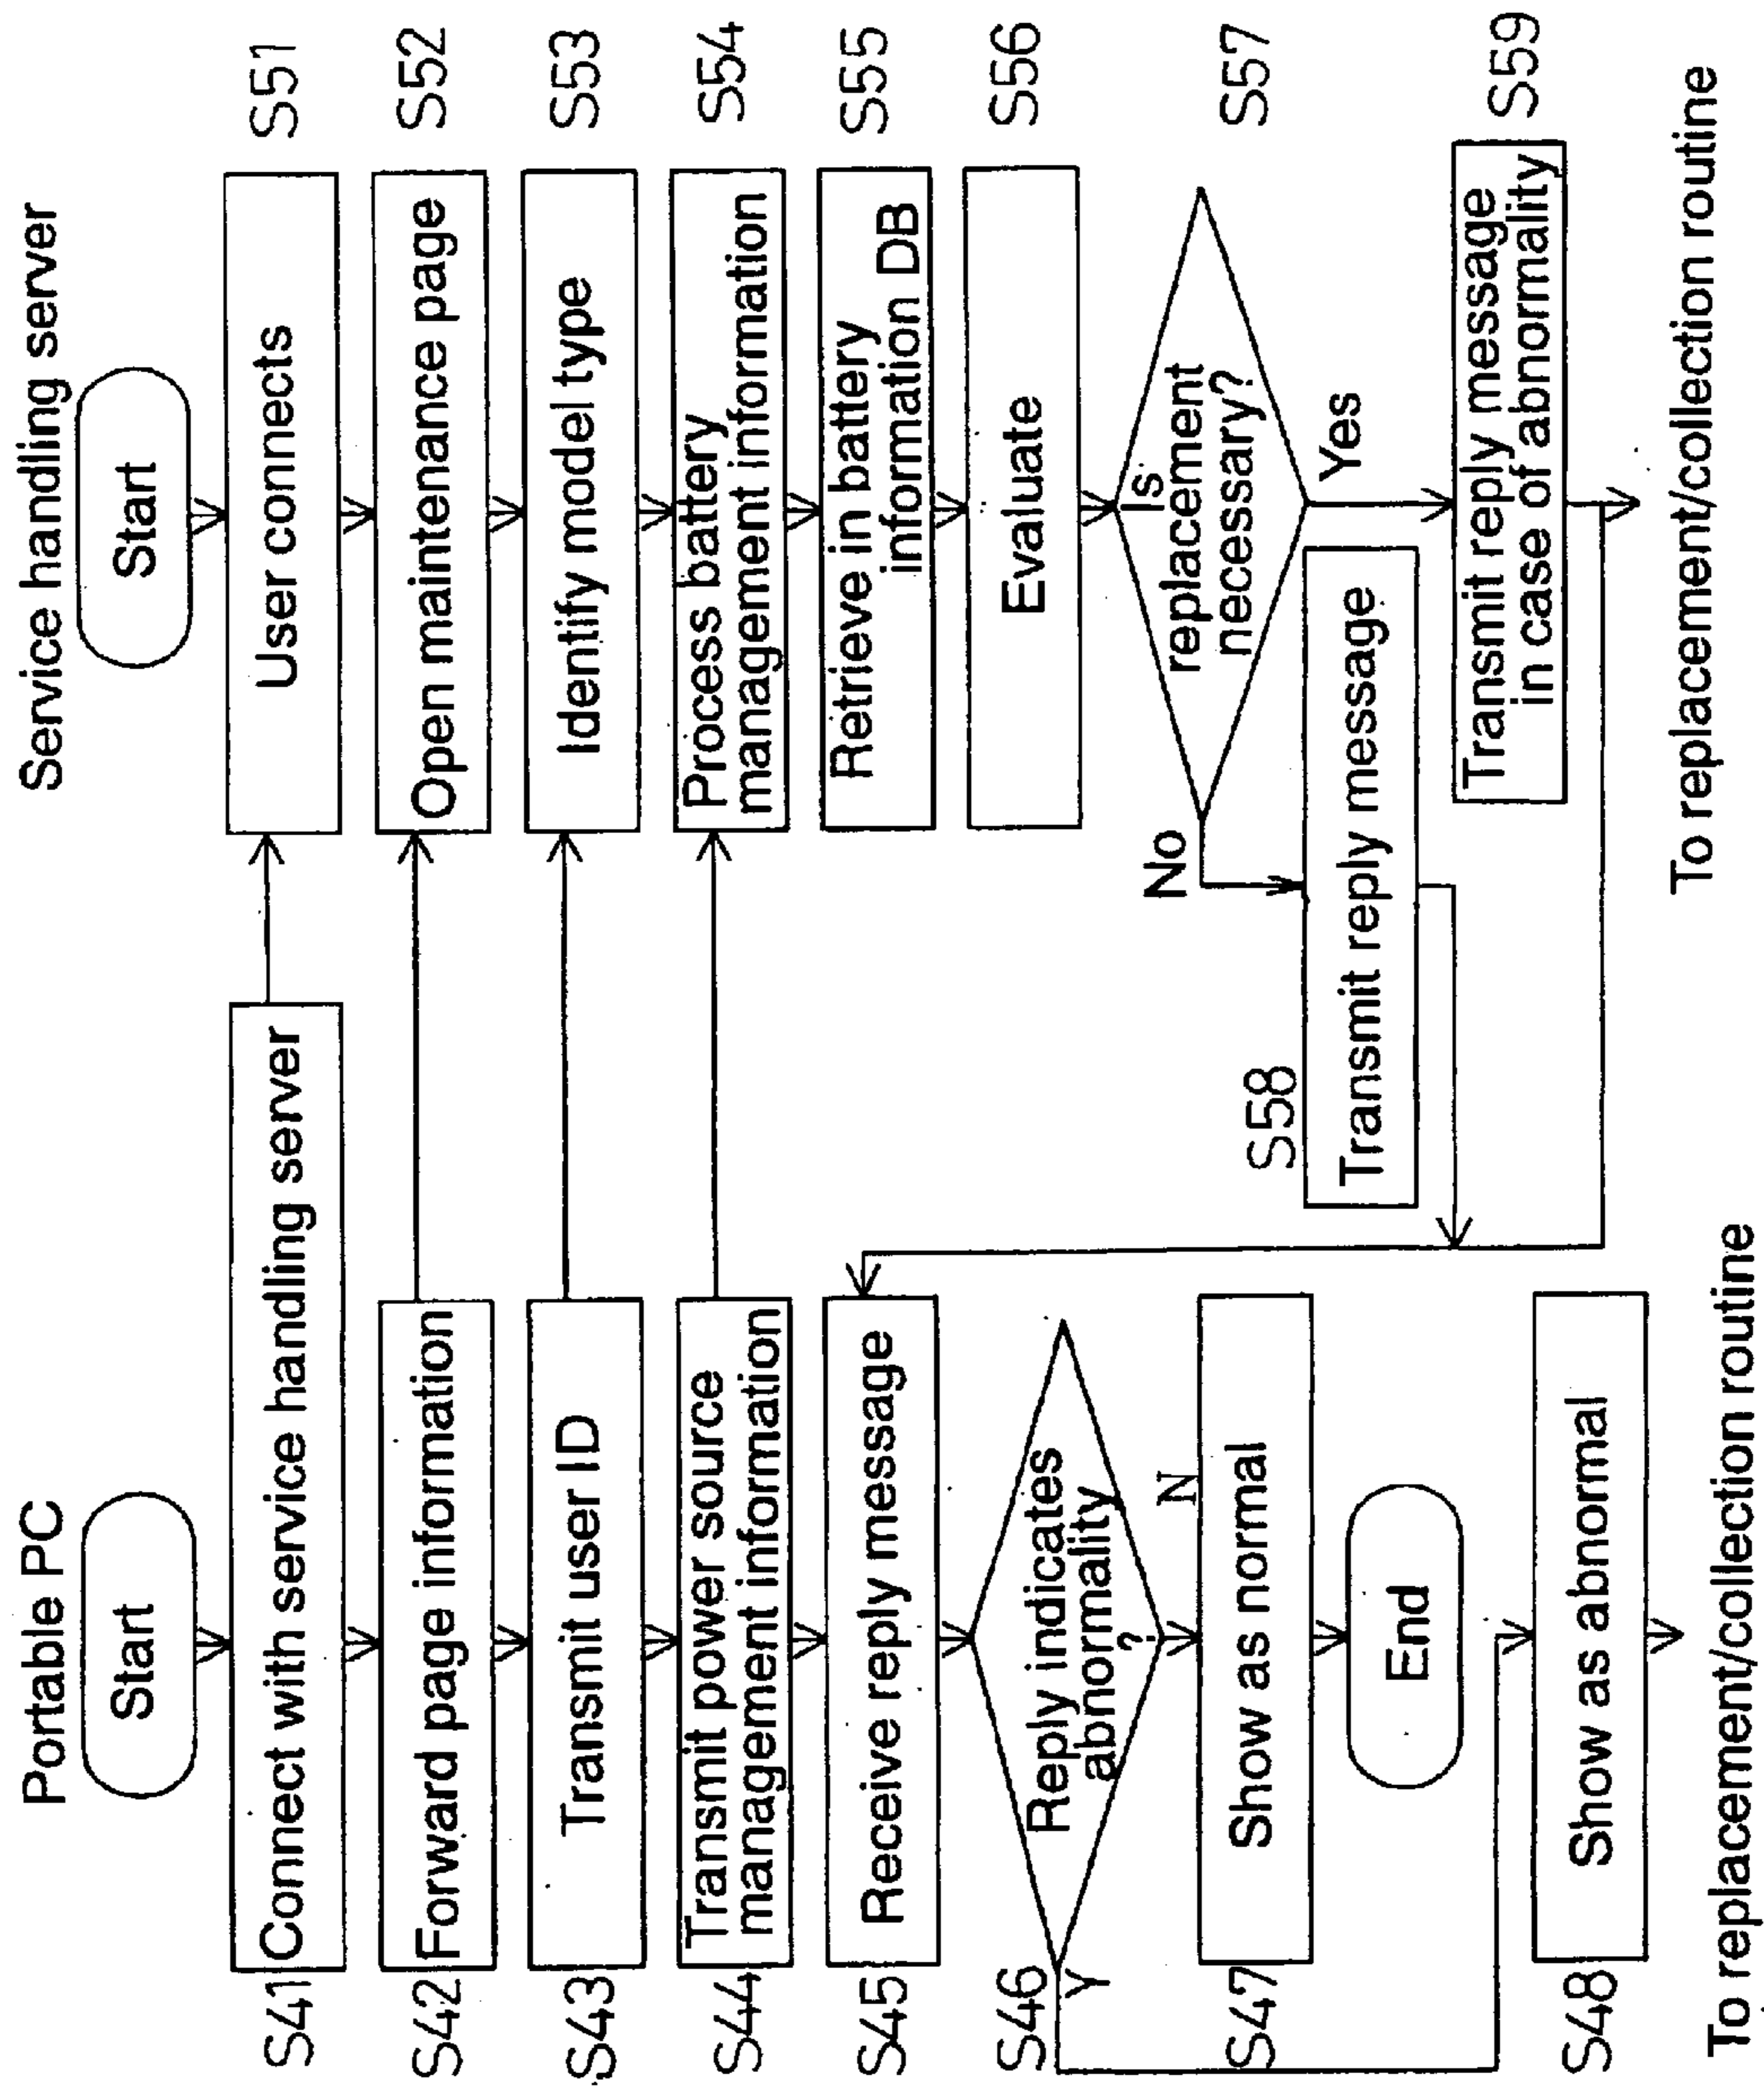 Portable PC
Start
S41
Connect with service handling server
S42
Forward page information
S43
Transmit user ID
S44
Transmit power source
management information
S45
Receive reply message
S46
Reply indicates
abnormality
?
Y
N
S47
Show as normal
End
S48
Show as abnormal
To replacement/collection routine
Service handling server
Start
User connects
S51
Open maintenance page
S52
Identify model type
S53
Process battery
management information
S54
Retrieve in battery
information DB
S55
Evaluate
S56
Is
replacement
necessary?
S57
No
Yes
S58
Transmit reply message
Transmit reply message
in case of abnormality
S59
To replacement/collection routine